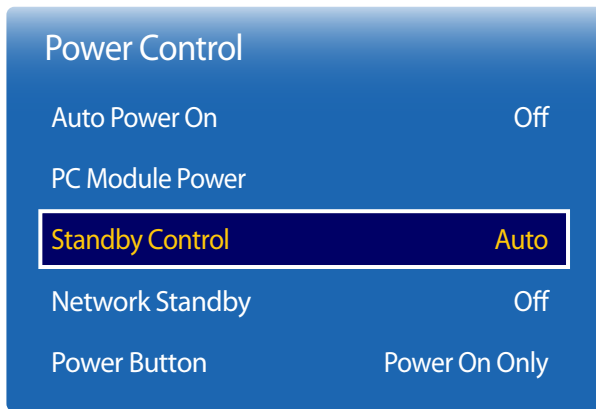 Power Control
Auto Power On Off
PC Module Power
Standby Control Auto
Network Standby Off
Power Button Power On Only